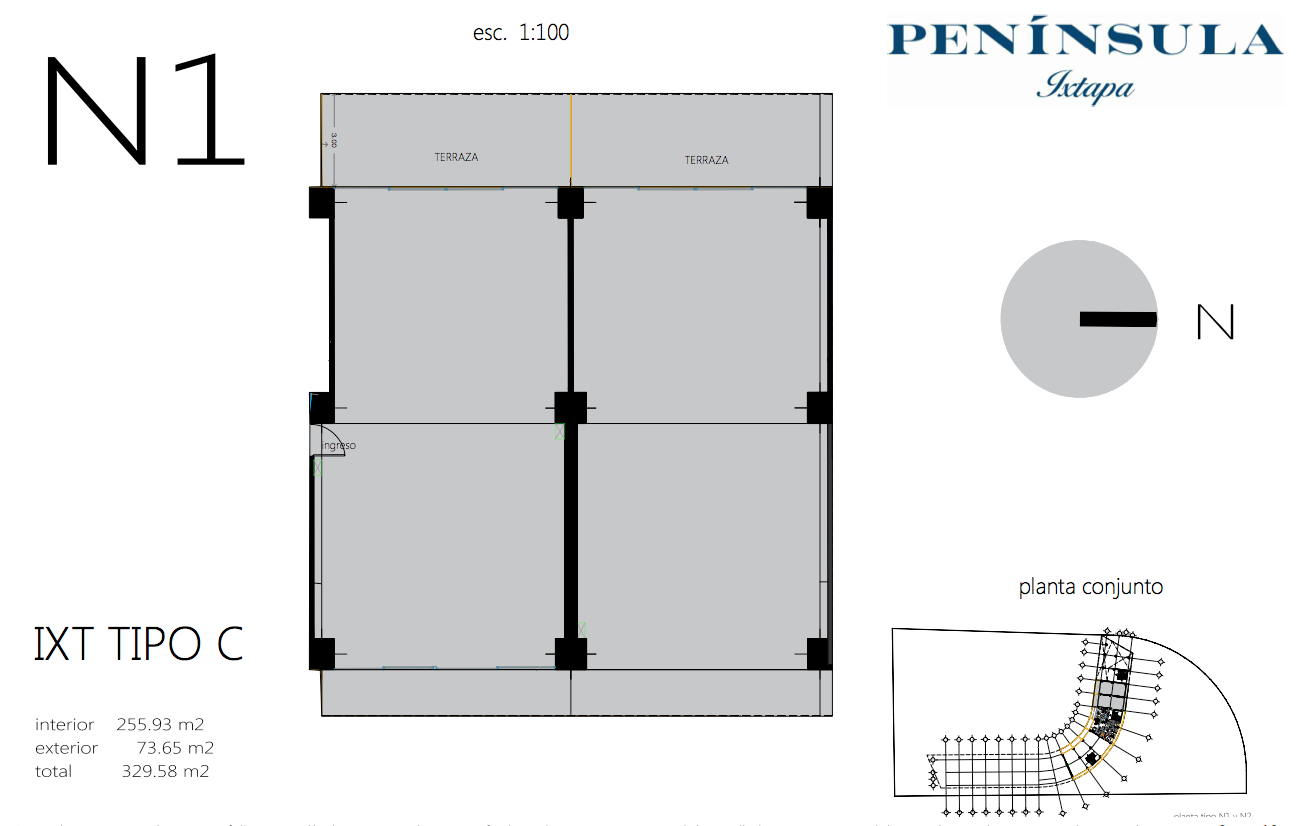 N1
esc. 1:100
PENÍNSULA
Ixtapa
3.00
TERRAZA
TERRAZA
N
ingreso
planta conjunto
IXT TIPO C
interior 255.93 m2
exterior 73.65 m2
total 329.58 m2
planta tipo N1 y N2